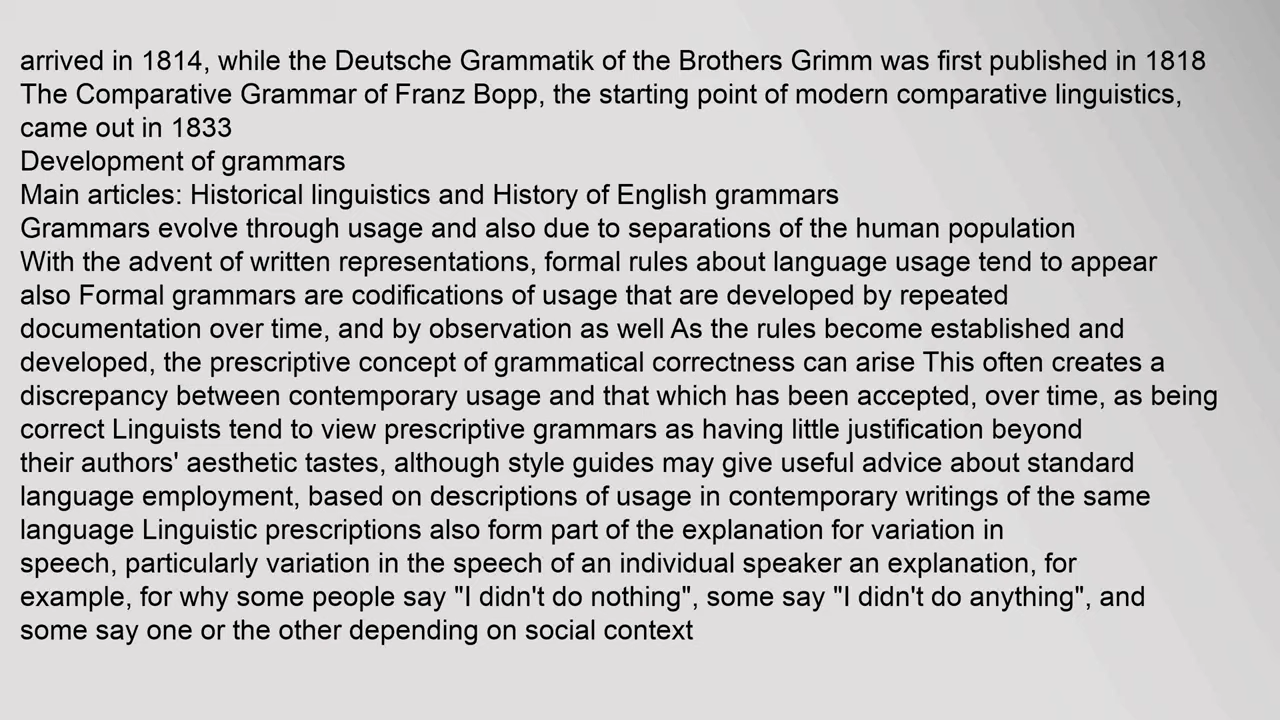 arrived in 1814, while the Deutsche Grammatik of the Brothers Grimm was first published in 1818
The Comparative Grammar of Franz Bopp, the starting point of modern comparative linguistics,
came out in 1833
Development of grammars
Main articles: Historical linguistics and History of English grammars
Grammars evolve through usage and also due to separations of the human population
With the advent of written representations, formal rules about language usage tend to appear
also Formal grammars are codifications of usage that are developed by repeated
documentation over time, and by observation as well As the rules become established and
developed, the prescriptive concept of grammatical correctness can arise This often creates a
discrepancy between contemporary usage and that which has been accepted, over time, as being
correct Linguists tend to view prescriptive grammars as having little justification beyond
their authors' aesthetic tastes, although style guides may give useful advice about standard
language employment, based on descriptions of usage in contemporary writings of the same
language Linguistic prescriptions also form part of the explanation for variation in
speech, particularly variation in the speech of an individual speaker an explanation, for
example, for why some people say "I didn't do nothing", some say "I didn't do anything", and
some say one or the other depending on social context